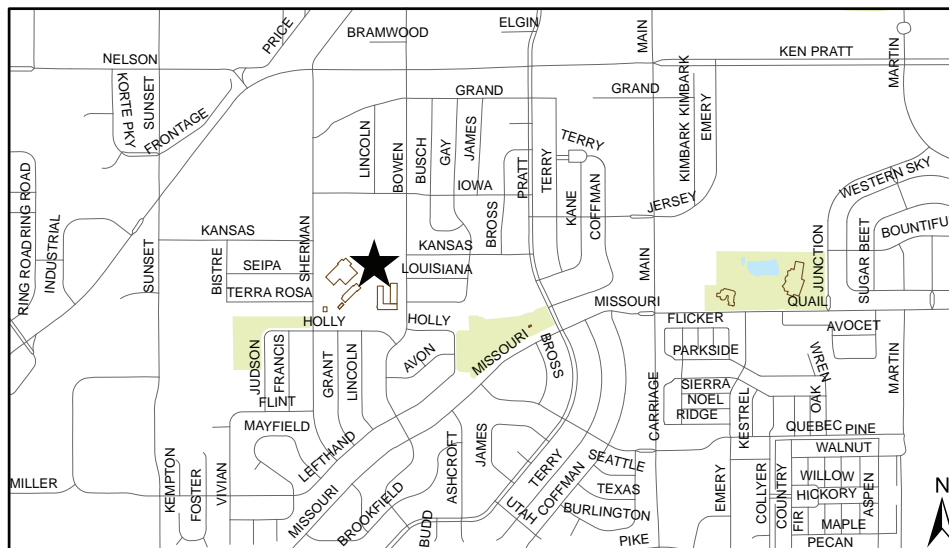 ELGIN
PRICE
BRAMWOOD
MAIN
MARTIN
NELSON
KEN PRATT
KORTE PKY
SUNSET
FRONTAGE
GRAND
GRAND
KIMBARK
KIMBARK
EMERY
LINCOLN
BOWEN
BUSCH
GAY
JAMES
TERRY
TERRY
PRATT
IOWA
KANE
COFFMAN
JERSEY
WESTERN SKY
RING ROAD
RING ROAD
INDUSTRIAL
SUNSET
KANSAS
SHERMAN
KANSAS
BROSS
BOUNTIFU
BISTRE
SEIPA
LOUISIANA
MAIN
JUNCTION
SUGAR BEET
TERRA ROSA
MISSOURI
QUAIL
HOLLY
HOLLY
FLICKER
AVOCET
JUDSON
FRANCIS
GRANT
LINCOLN
AVON
MISSOURI
BROSS
PARKSIDE
WREN
MARTIN
FLINT
CARRIAGE
SIERRA
NOEL
RIDGE
KESTREL
OAK
MAYFIELD
QUEBEC
PINE
LEFTHAND
ASHCROFT
JAMES
SEATTLE
WALNUT
MILLER
KEMPTON
FOSTER
VIVIAN
MISSOURI
BROOKFIELD
BUDD
TERRY
UTAH
COFFMAN
TEXAS
BURLINGTON
PIKE
EMERY
COLLYER
COUNTRY
FIR
WILLOW
HICKORY
ASPEN
MAPLE
PECAN
N